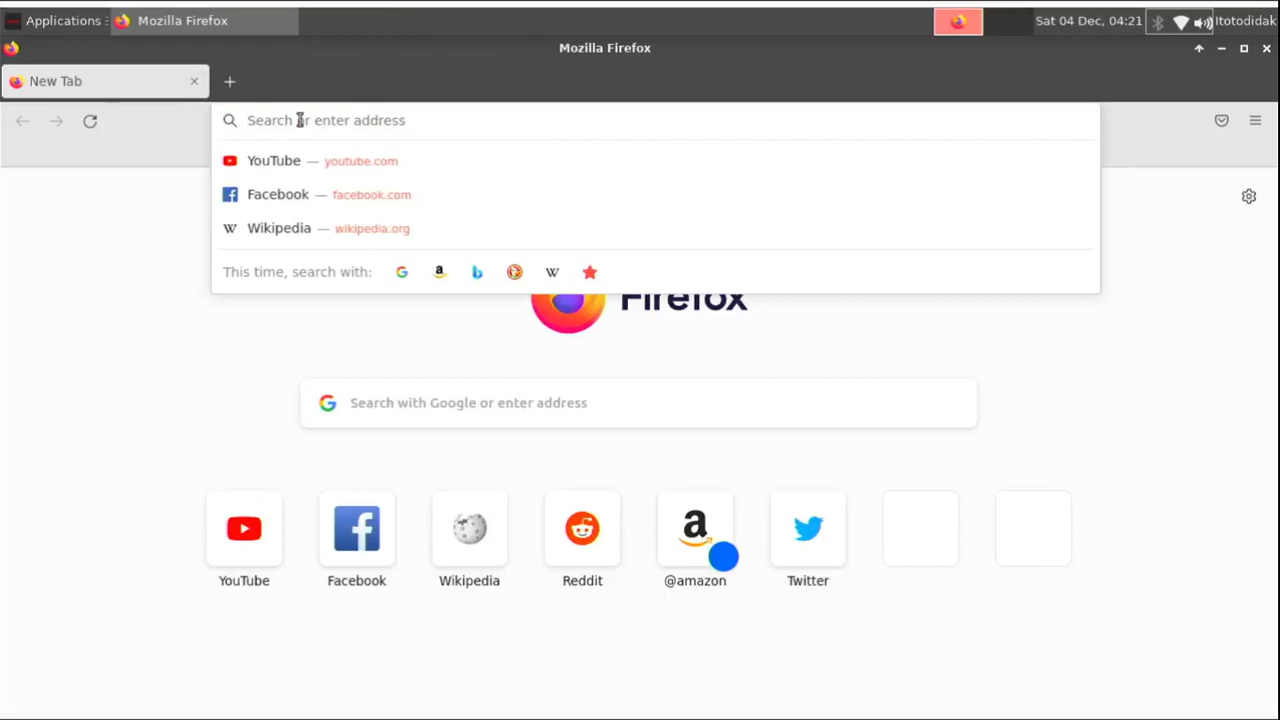 Applications
Mozilla Firefox
Sat 04 Dec, 04:21
Itotodidak
Mozilla Firefox
New Tab
Search or enter address
YouTube — youtube.com
Facebook — facebook.com
Wikipedia — wikipedia.org
This time, search with:
Firefox
Search with Google or enter address
YouTube
Facebook
Wikipedia
Reddit
@amazon
Twitter